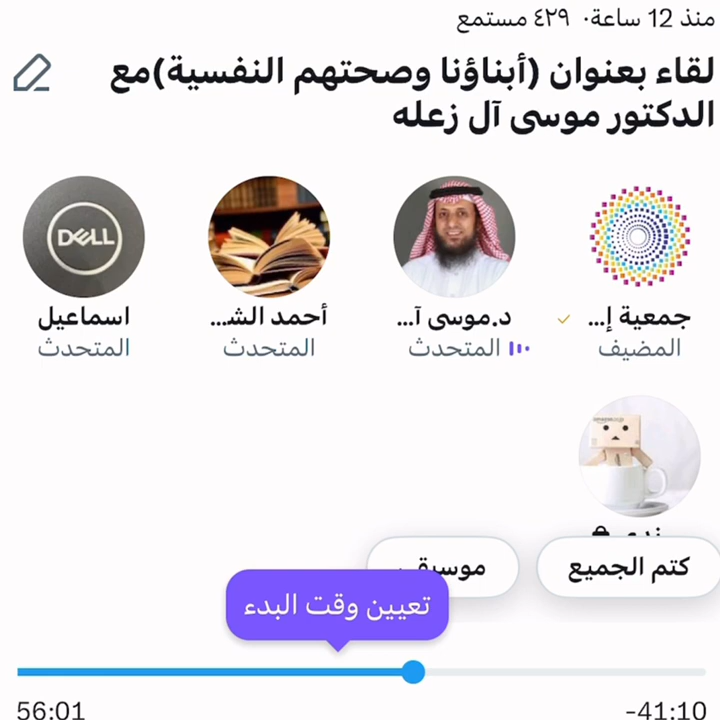 منذ 12 ساعة · ٤٢٩ مستمع
لقاء بعنوان (أبناؤنا وصحتهم النفسية)مع
الدكتور موسى آل زعله
DELL
جمعية إ... د.موسى آ... أحمد الشـ... اسماعيل
المضيف المتحدث المتحدث المتحدث
كتم الجميع
تعيين وقت البدء
56:01 -41:10